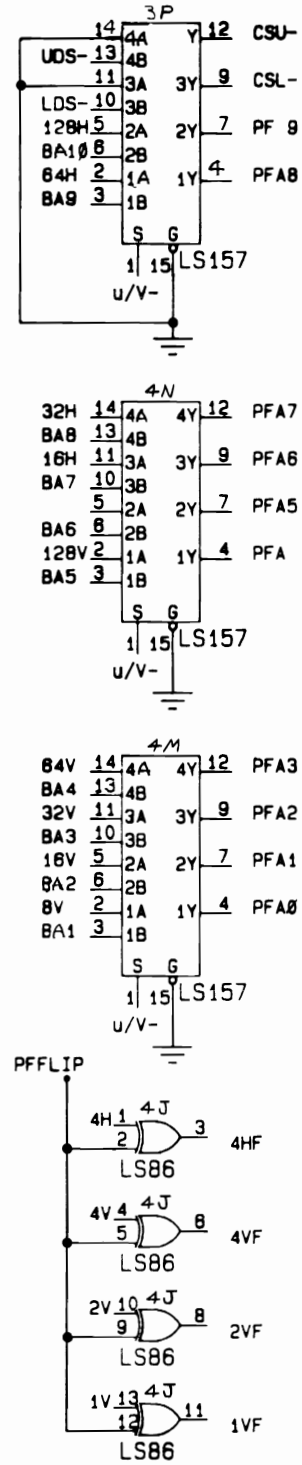 3P
14 4A Y 12 CSU-
UDS- 13 4B
11 3A 3Y 9 CSL-
LDS- 10 3B
128H 5 2A 2Y 7 PF 9
BA10 6 2B
64H 2 1A 1Y 4 PFA8
BA9 3 1B
S G
1 15 LS157
u/V-
4N
32H 14 4A 4Y 12 PFA7
BA8 13 4B
16H 11 3A 3Y 9 PFA6
BA7 10 3B
5 2A 2Y 7 PFA5
BA6 6 2B
128V 2 1A 1Y 4 PFA
BA5 3 1B
S G
1 15 LS157
u/V-
4M
64V 14 4A 4Y 12 PFA3
BA4 13 4B
32V 11 3A 3Y 9 PFA2
BA3 10 3B
16V 5 2A 2Y 7 PFA1
BA2 6 2B
8V 2 1A 1Y 4 PFA0
BA1 3 1B
S G
1 15 LS157
u/V-
PFFLIP
4J
4H 1 3 4HF
2
LS86
4J
4V 4 6 4VF
5
LS86
4J
2V 10 8 2VF
9
LS86
4J
1V 13 11 1VF
12
LS86